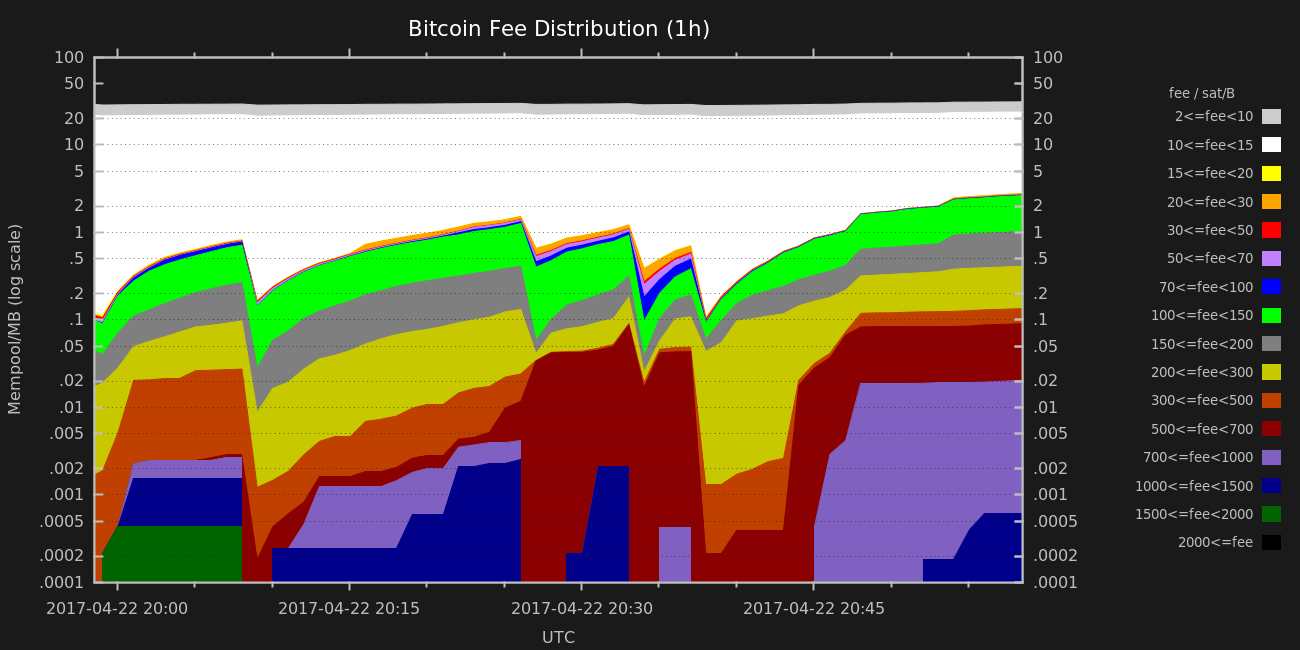 Bitcoin Fee Distribution (1h)
100
50
20
10
5
2
1
.5
.2
.1
.05
.02
.01
.005
.002
.001
.0005
.0002
.0001
Mempool/MB (log scale)
100
50
20
10
5
2
1
.5
.2
.1
.05
.02
.01
.005
.002
.001
.0005
.0002
.0001
2017-04-22 20:00
2017-04-22 20:15
2017-04-22 20:30
2017-04-22 20:45
UTC
fee / sat/B
2<=fee<10
10<=fee<15
15<=fee<20
20<=fee<30
30<=fee<50
50<=fee<70
70<=fee<100
100<=fee<150
150<=fee<200
200<=fee<300
300<=fee<500
500<=fee<700
700<=fee<1000
1000<=fee<1500
1500<=fee<2000
2000<=fee